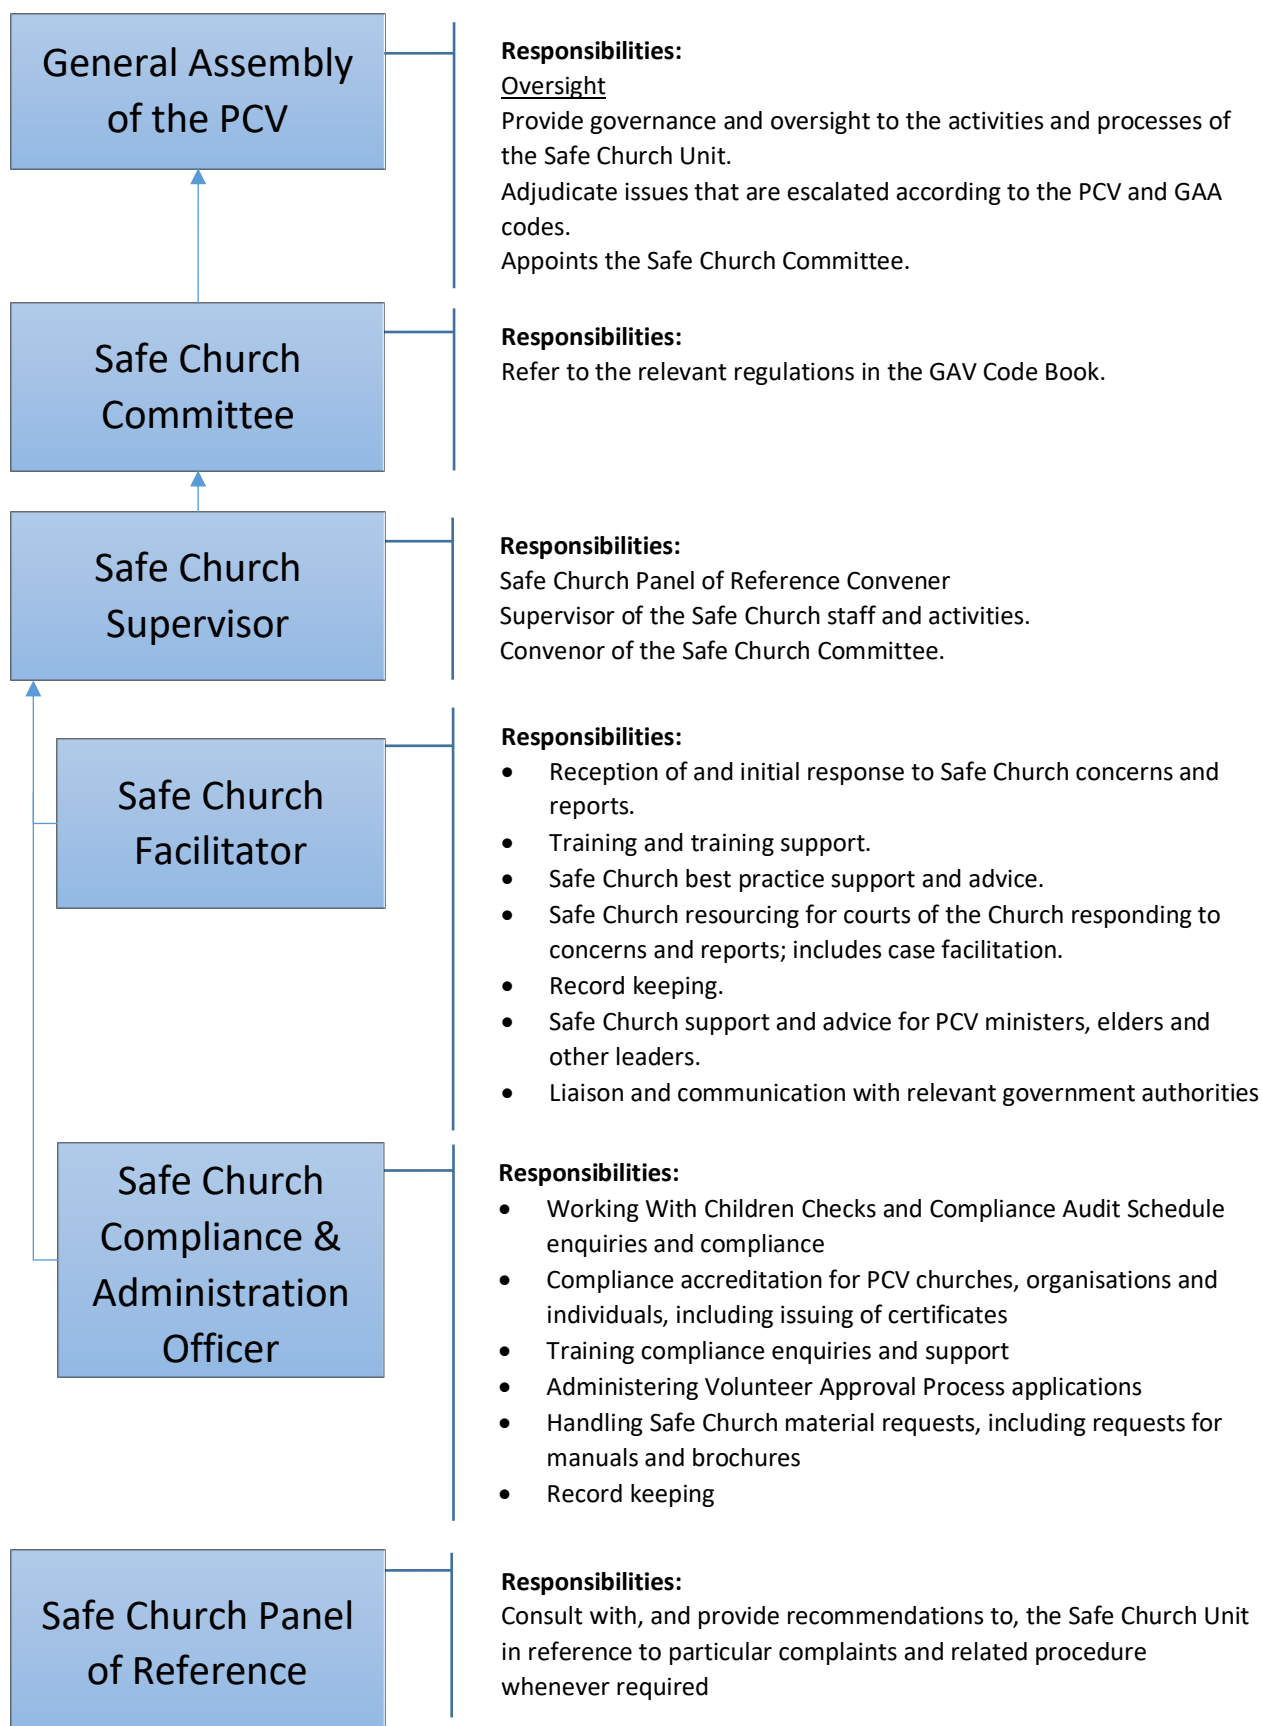 General Assembly
of the PCV
Responsibilities:
Oversight
Provide governance and oversight to the activities and processes of
the Safe Church Unit.
Adjudicate issues that are escalated according to the PCV and GAA
codes.
Appoints the Safe Church Committee.
Safe Church
Committee
Responsibilities:
Refer to the relevant regulations in the GAV Code Book.
Safe Church
Supervisor
Responsibilities:
Safe Church Panel of Reference Convener
Supervisor of the Safe Church staff and activities.
Convenor of the Safe Church Committee.
Safe Church
Facilitator
Responsibilities:
• Reception of and initial response to Safe Church concerns and
reports.
• Training and training support.
• Safe Church best practice support and advice.
• Safe Church resourcing for courts of the Church responding to
concerns and reports; includes case facilitation.
• Record keeping.
• Safe Church support and advice for PCV ministers, elders and
other leaders.
• Liaison and communication with relevant government authorities
Safe Church
Compliance &
Administration
Officer
Responsibilities:
• Working With Children Checks and Compliance Audit Schedule
enquiries and compliance
• Compliance accreditation for PCV churches, organisations and
individuals, including issuing of certificates
• Training compliance enquiries and support
• Administering Volunteer Approval Process applications
• Handling Safe Church material requests, including requests for
manuals and brochures
• Record keeping
Safe Church Panel
of Reference
Responsibilities:
Consult with, and provide recommendations to, the Safe Church Unit
in reference to particular complaints and related procedure
whenever required